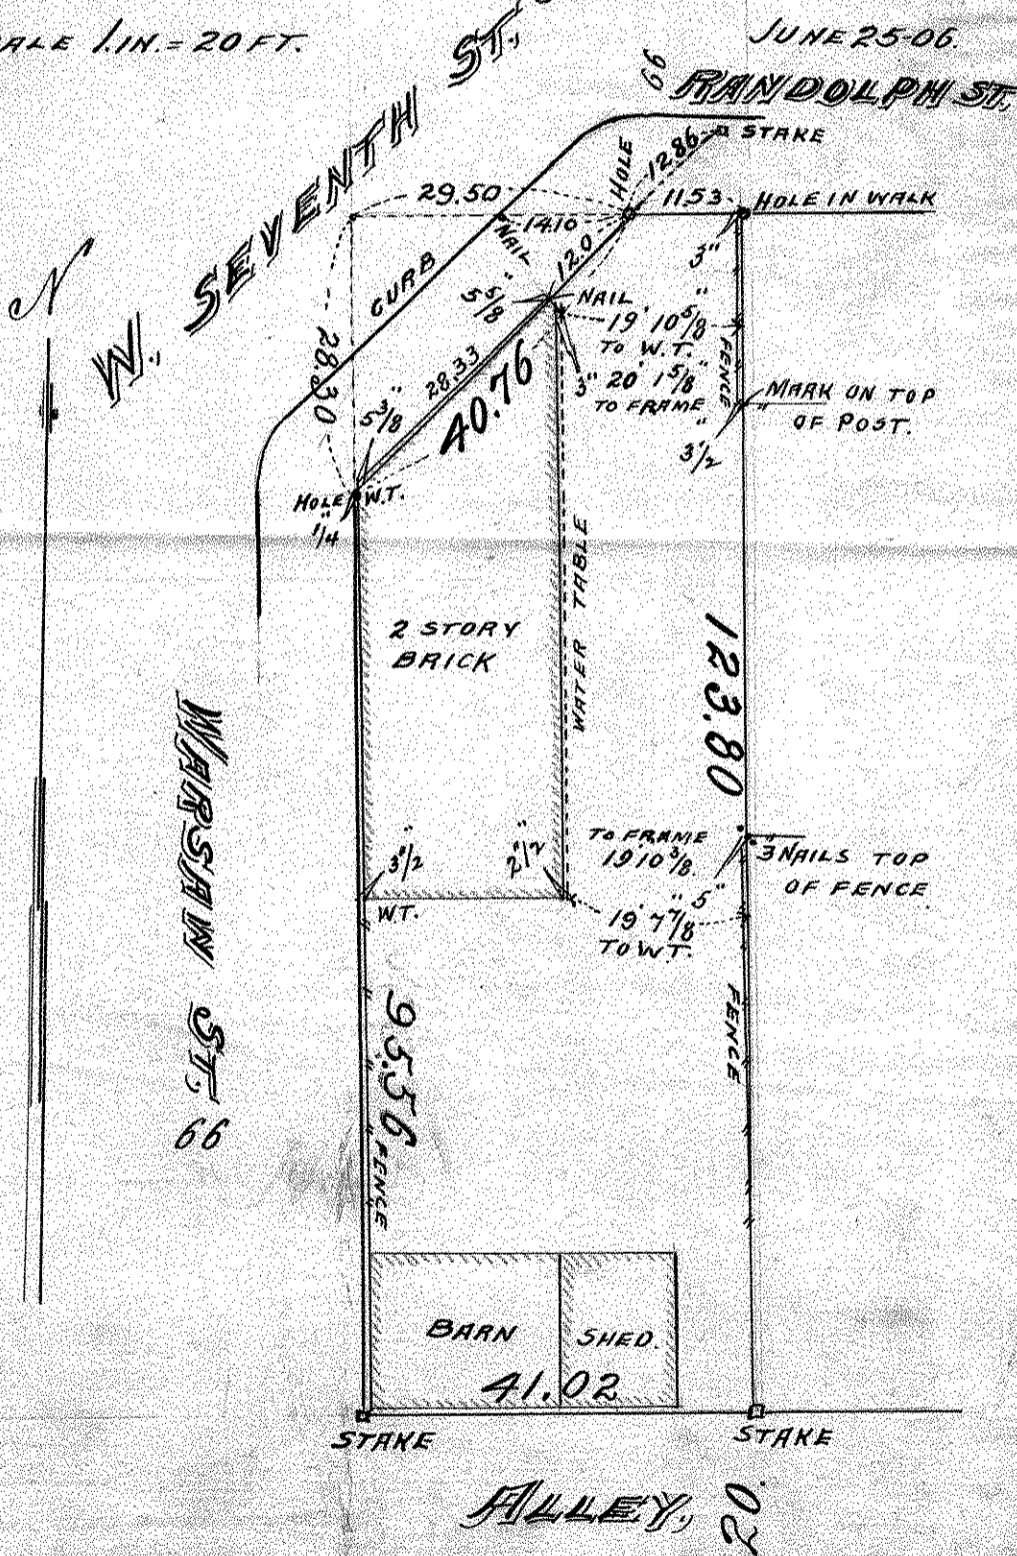 ALE 1.IN. = 20 FT.
JUNE 25-06.
W. SEVENTH ST.
66
RANDOLPH ST.
STAKE
HOLE
12.86
29.50
11.53
HOLE IN WALK
14.10
NAIL
12.0
3"
N
CURB
5 5/8"
NAIL
19' 10 5/8"
TO W.T.
28.30
28.33
40.76
3"
20' 1 5/8"
TO FRAME
FENCE
MARK ON TOP
OF POST.
5 3/8"
3 1/2"
HOLE
W.T.
1/4"
2 STORY
BRICK
WATER TABLE
123.80
WARSAW ST,
66
TO FRAME
19' 10 3/8"
3 NAILS TOP
OF FENCE
3 1/2"
2 1/2"
5"
W.T.
19' 7 7/8"
TO W.T.
95.56
FENCE
FENCE
BARN
SHED.
41.02
STAKE
STAKE
ALLEY,
20